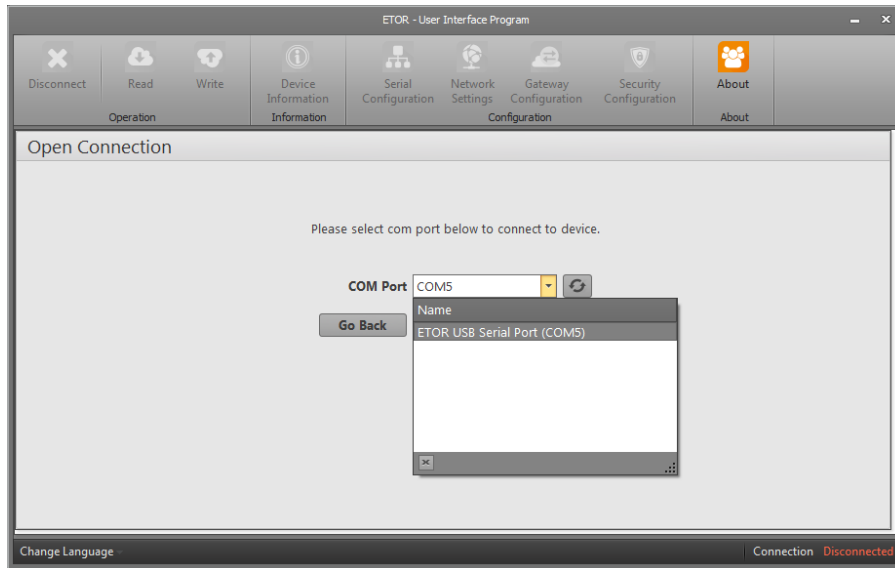 ETOR - User Interface Program
Disconnect
Read
Write
Device
Information
Serial
Configuration
Network
Settings
Gateway
Configuration
Security
Configuration
About
Operation
Information
Configuration
About
Open Connection
Please select com port below to connect to device.
COM Port COM5
Name
Go Back
ETOR USB Serial Port (COM5)
Change Language
Connection Disconnected